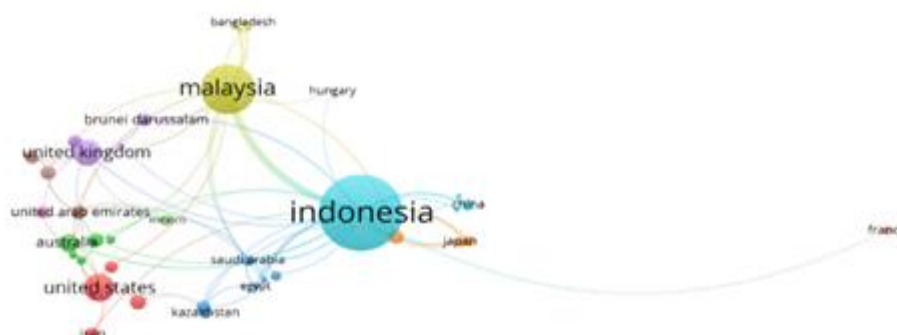 bangladesh
malaysia
hungary
brunei darussalam
united kingdom
united arab emirates
indonesia
china
australia
japan
franc
saudi arabia
egypt
united states
kazakhstan